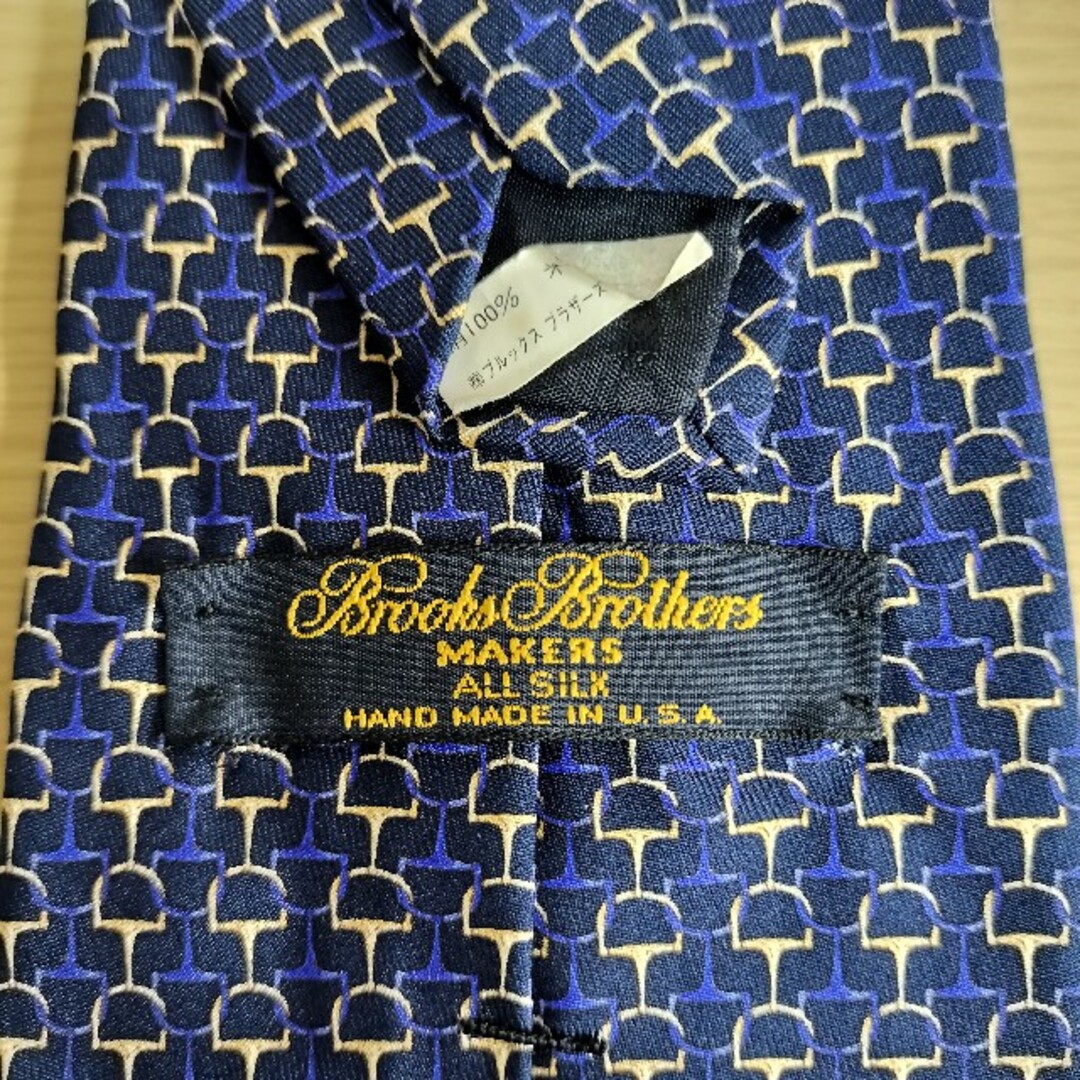 100%
㈱ブルックス ブラザーズ
Brooks Brothers
MAKERS
ALL SILK
HAND MADE IN U.S.A.